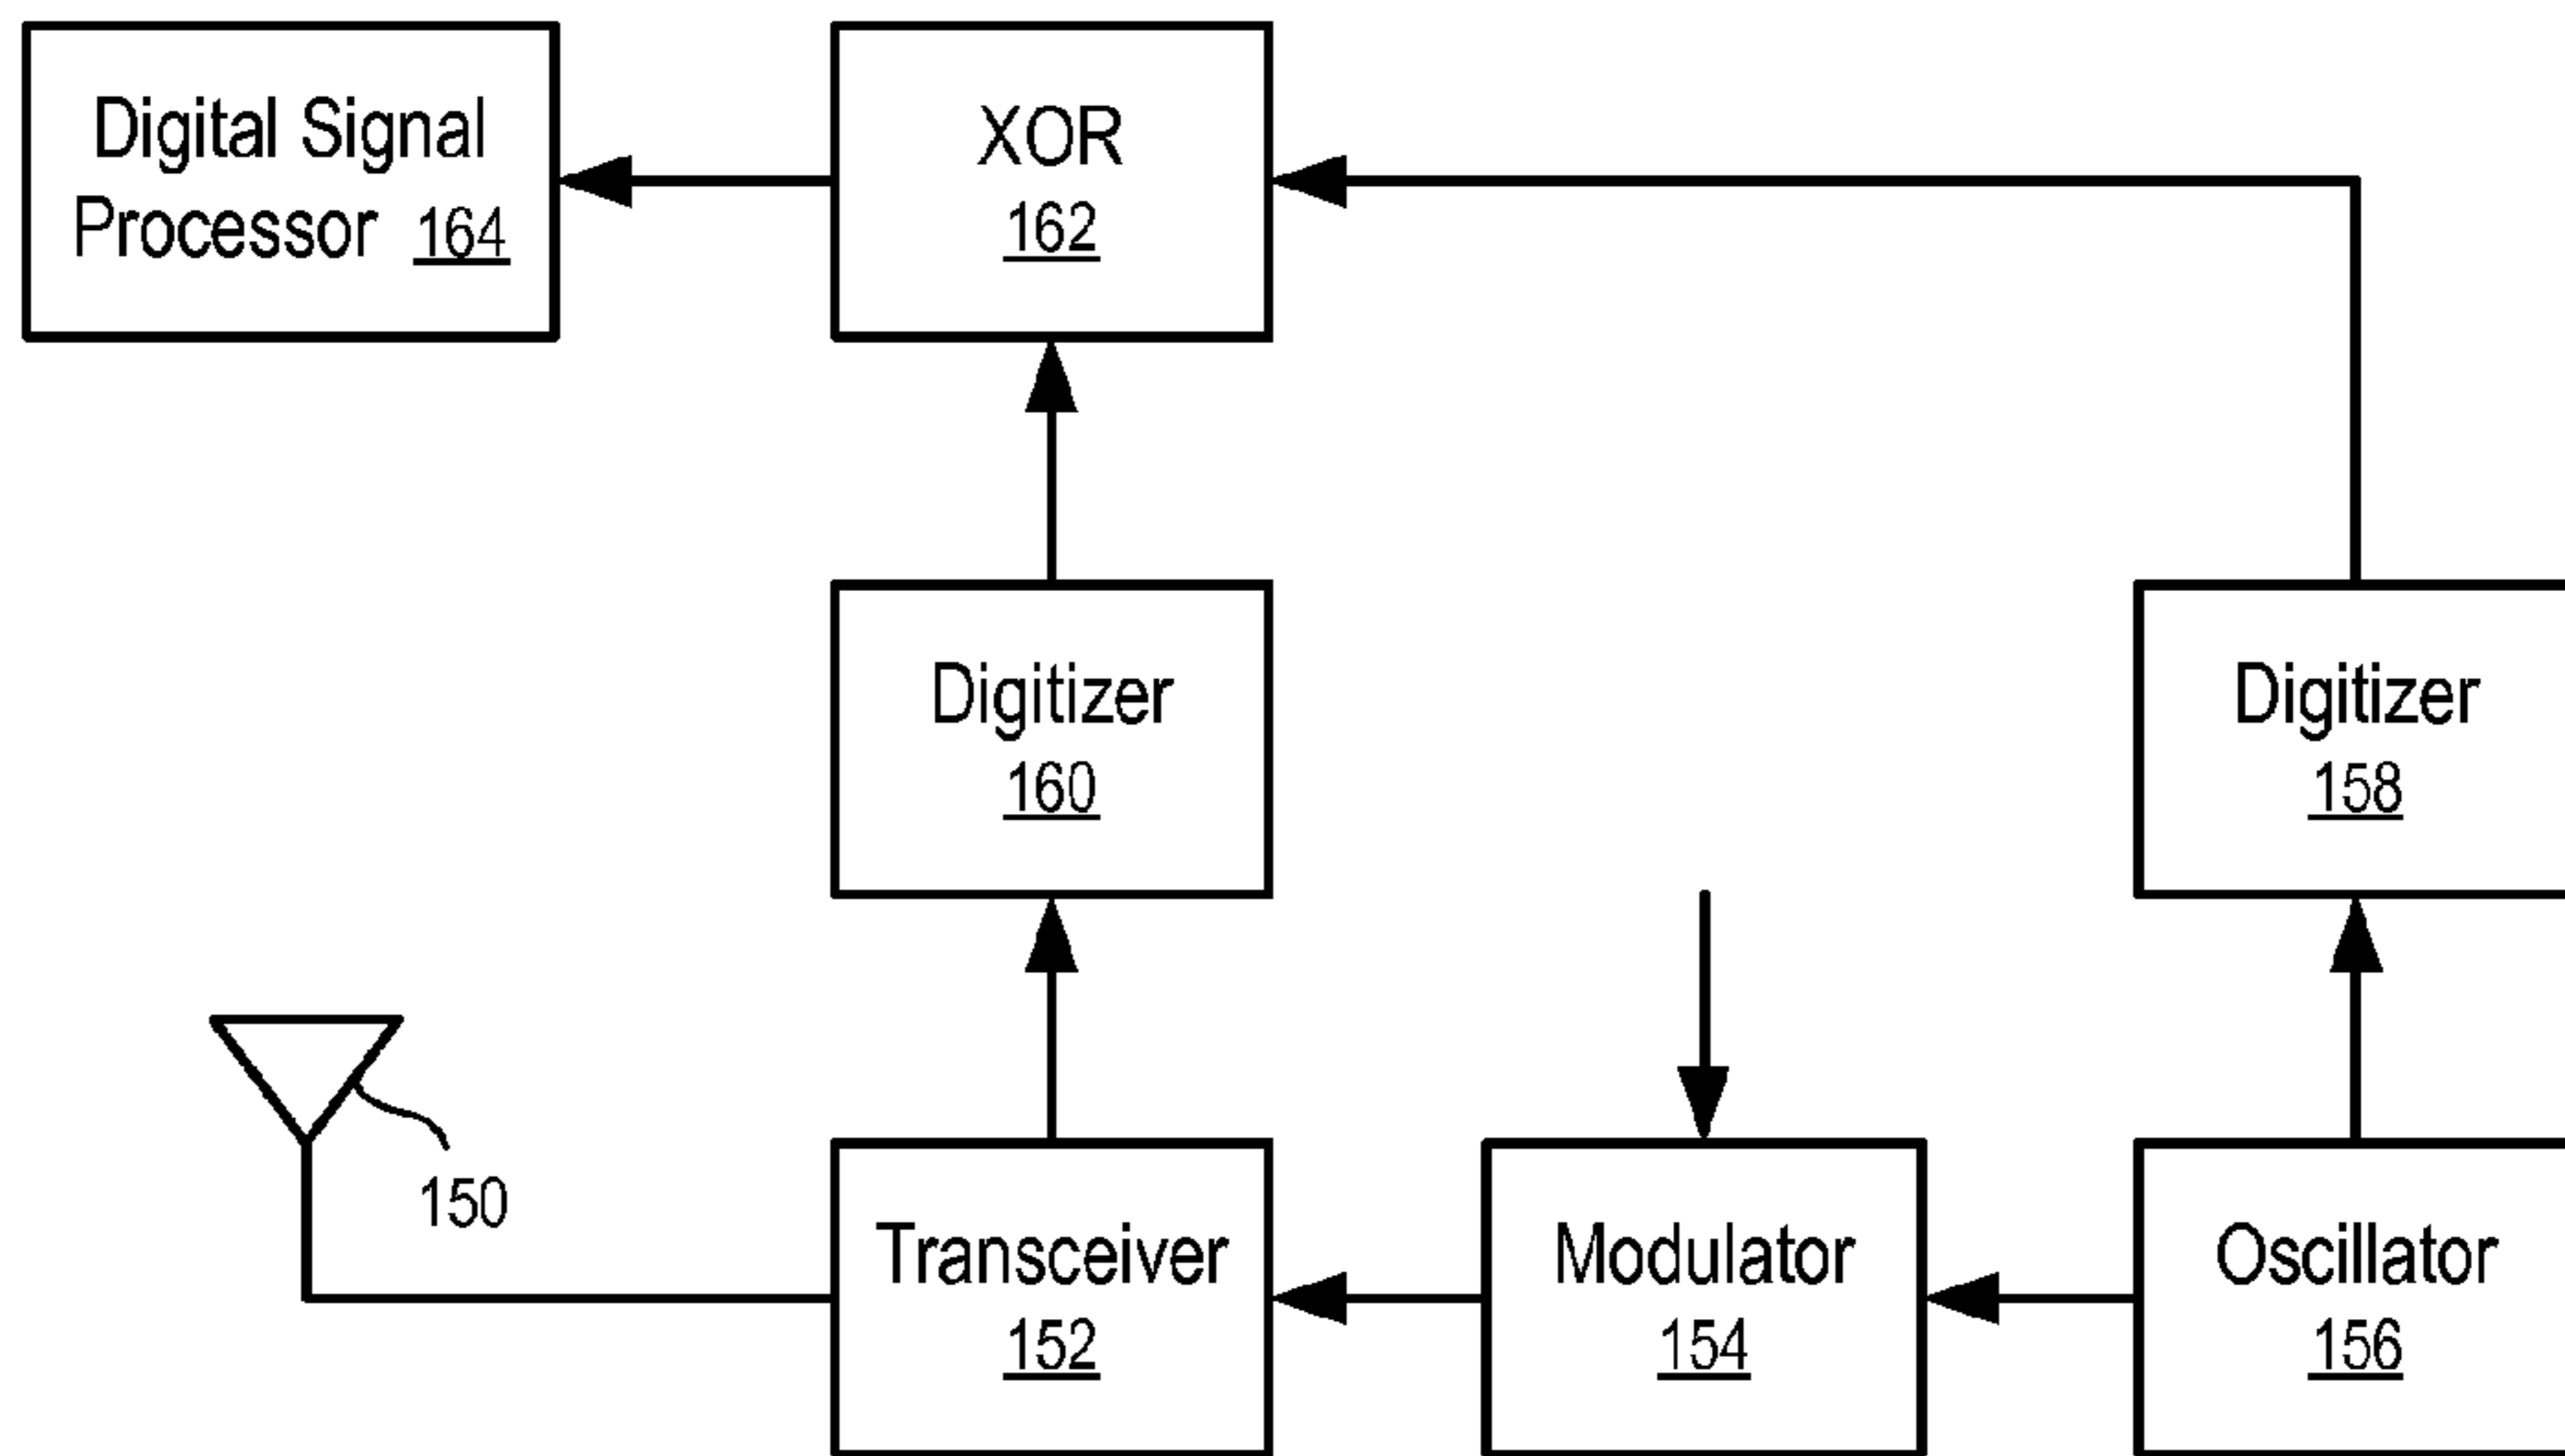 Digital Signal
Processor 164
XOR
162
Digitizer
160
Digitizer
158
150
Transceiver
152
Modulator
154
Oscillator
156